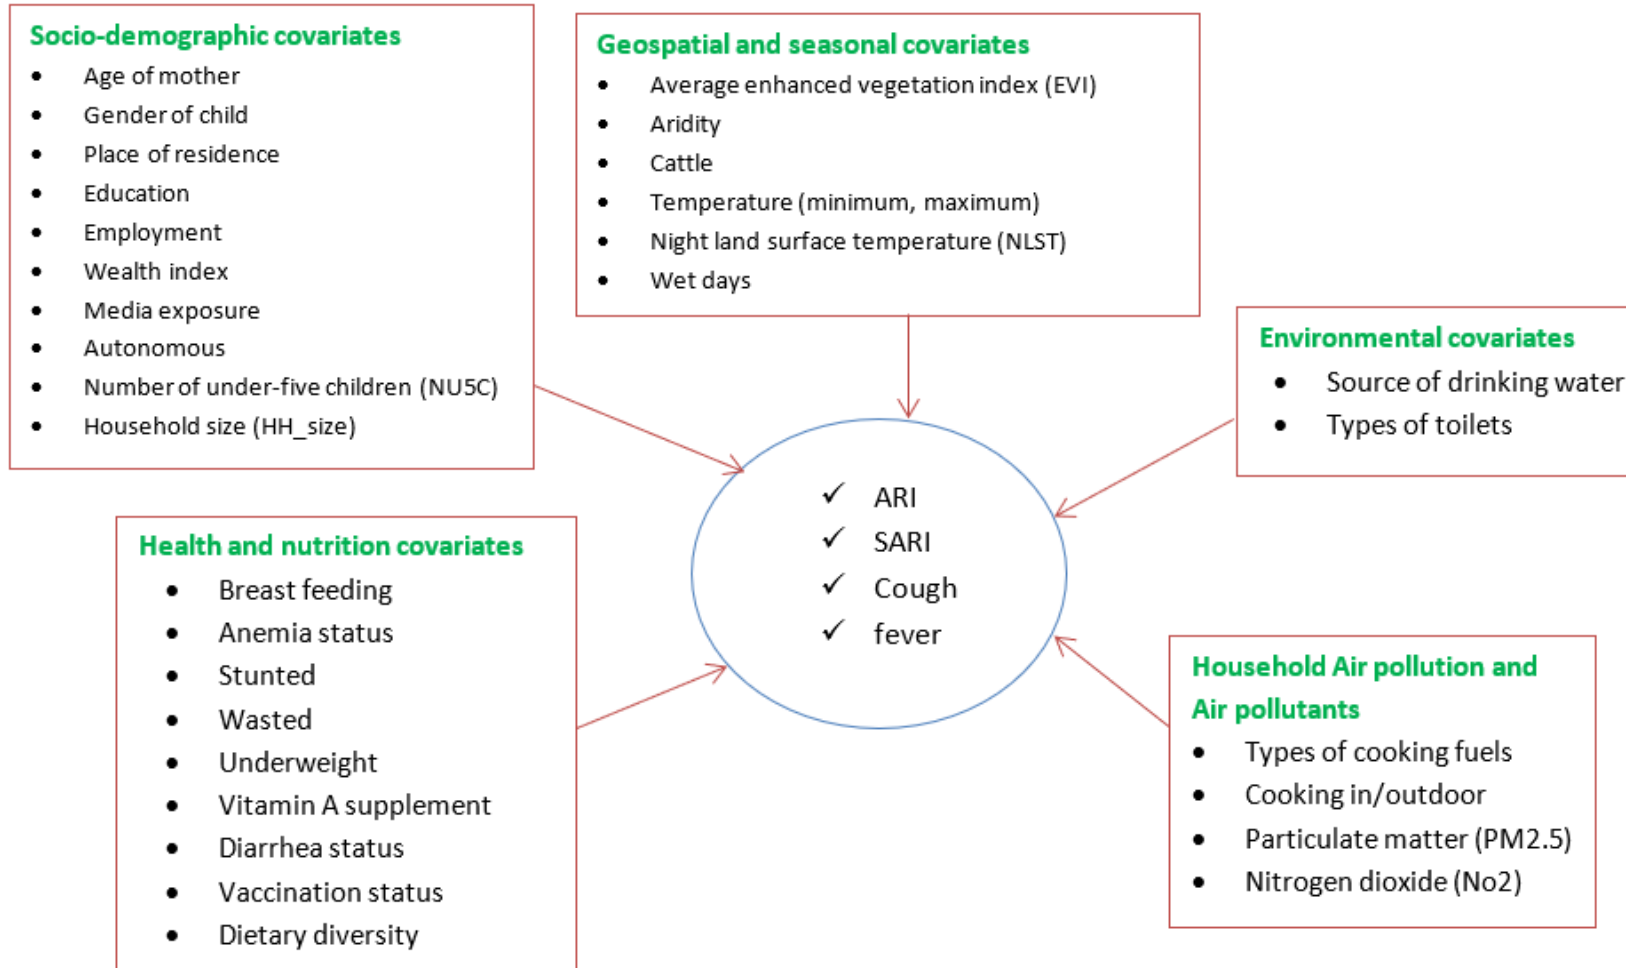 Socio-demographic covariates
• Age of mother
• Gender of child
• Place of residence
• Education
• Employment
• Wealth index
• Media exposure
• Autonomous
• Number of under-five children (NU5C)
• Household size (HH_size)
Geospatial and seasonal covariates
• Average enhanced vegetation index (EVI)
• Aridity
• Cattle
• Temperature (minimum, maximum)
• Night land surface temperature (NLST)
• Wet days
Environmental covariates
• Source of drinking water
• Types of toilets
✓ ARI
✓ SARI
✓ Cough
✓ fever
Health and nutrition covariates
• Breast feeding
• Anemia status
• Stunted
• Wasted
• Underweight
• Vitamin A supplement
• Diarrhea status
• Vaccination status
• Dietary diversity
Household Air pollution and
Air pollutants
• Types of cooking fuels
• Cooking in/outdoor
• Particulate matter (PM2.5)
• Nitrogen dioxide (No2)